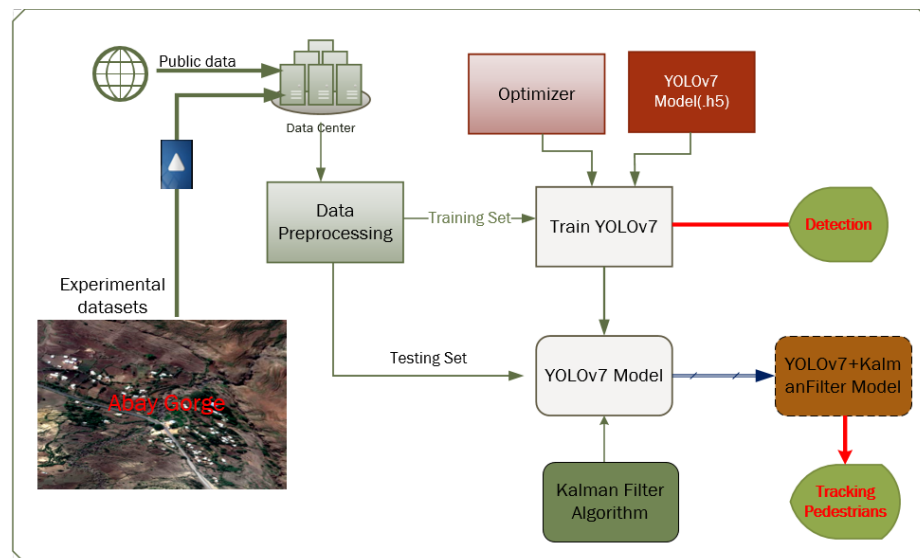 Public data
Data Center
Optimizer
YOLOv7
Model(.h5)
Data
Preprocessing
Training Set
Train YOLOv7
Detection
Experimental
datasets
Abay Gorge
Testing Set
YOLOv7 Model
YOLOv7+Kalm
anFilter Model
Kalman Filter
Algorithm
Tracking
Pedestrians